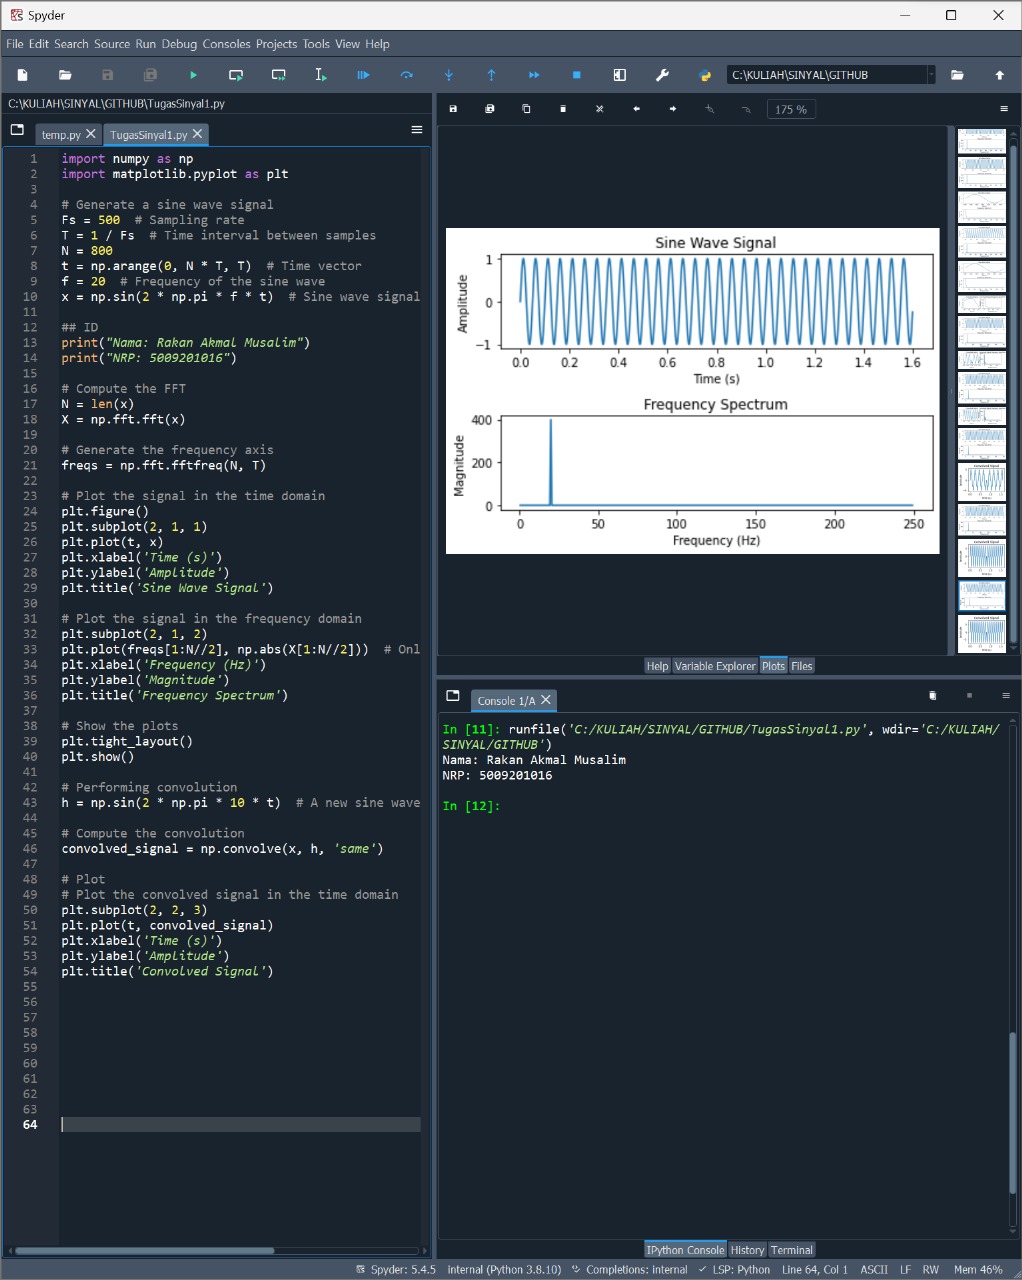 Spyder
File Edit Search Source Run Debug Consoles Projects Tools View Help
C:\KULIAH\SINYAL\GITHUB
C:\KULIAH\SINYAL\GITHUB\TugasSinyal1.py
temp.py
TugasSinyal1.py
1 import numpy as np
2 import matplotlib.pyplot as plt
3
4 # Generate a sine wave signal
5 Fs = 500  # Sampling rate
6 T = 1 / Fs  # Time interval between samples
7 N = 800
8 t = np.arange(0, N * T, T)  # Time vector
9 f = 20  # Frequency of the sine wave
10 x = np.sin(2 * np.pi * f * t)  # Sine wave signal
11
12 ## ID
13 print("Nama: Rakan Akmal Musalim")
14 print("NRP: 5009201016")
15
16 # Compute the FFT
17 N = len(x)
18 X = np.fft.fft(x)
19
20 # Generate the frequency axis
21 freqs = np.fft.fftfreq(N, T)
22
23 # Plot the signal in the time domain
24 plt.figure()
25 plt.subplot(2, 1, 1)
26 plt.plot(t, x)
27 plt.xlabel('Time (s)')
28 plt.ylabel('Amplitude')
29 plt.title('Sine Wave Signal')
30
31 # Plot the signal in the frequency domain
32 plt.subplot(2, 1, 2)
33 plt.plot(freqs[1:N//2], np.abs(X[1:N//2]))  # Onl
34 plt.xlabel('Frequency (Hz)')
35 plt.ylabel('Magnitude')
36 plt.title('Frequency Spectrum')
37
38 # Show the plots
39 plt.tight_layout()
40 plt.show()
41
42 # Performing convolution
43 h = np.sin(2 * np.pi * 10 * t)  # A new sine wave
44
45 # Compute the convolution
46 convolved_signal = np.convolve(x, h, 'same')
47
48 # Plot
49 # Plot the convolved signal in the time domain
50 plt.subplot(2, 2, 3)
51 plt.plot(t, convolved_signal)
52 plt.xlabel('Time (s)')
53 plt.ylabel('Amplitude')
54 plt.title('Convolved Signal')
55
56
57
58
59
60
61
62
63
64
175 %
Sine Wave Signal
Amplitude
1
0
−1
0.0 0.2 0.4 0.6 0.8 1.0 1.2 1.4 1.6
Time (s)
Frequency Spectrum
Magnitude
400
200
0
0 50 100 150 200 250
Frequency (Hz)
Help Variable Explorer Plots Files
Console 1/A
In [11]: runfile('C:/KULIAH/SINYAL/GITHUB/TugasSinyal1.py', wdir='C:/KULIAH/
SINYAL/GITHUB')
Nama: Rakan Akmal Musalim
NRP: 5009201016
In [12]:
IPython Console History Terminal
Spyder: 5.4.5 internal (Python 3.8.10) Completions: internal LSP: Python Line 64, Col 1 ASCII LF RW Mem 46%